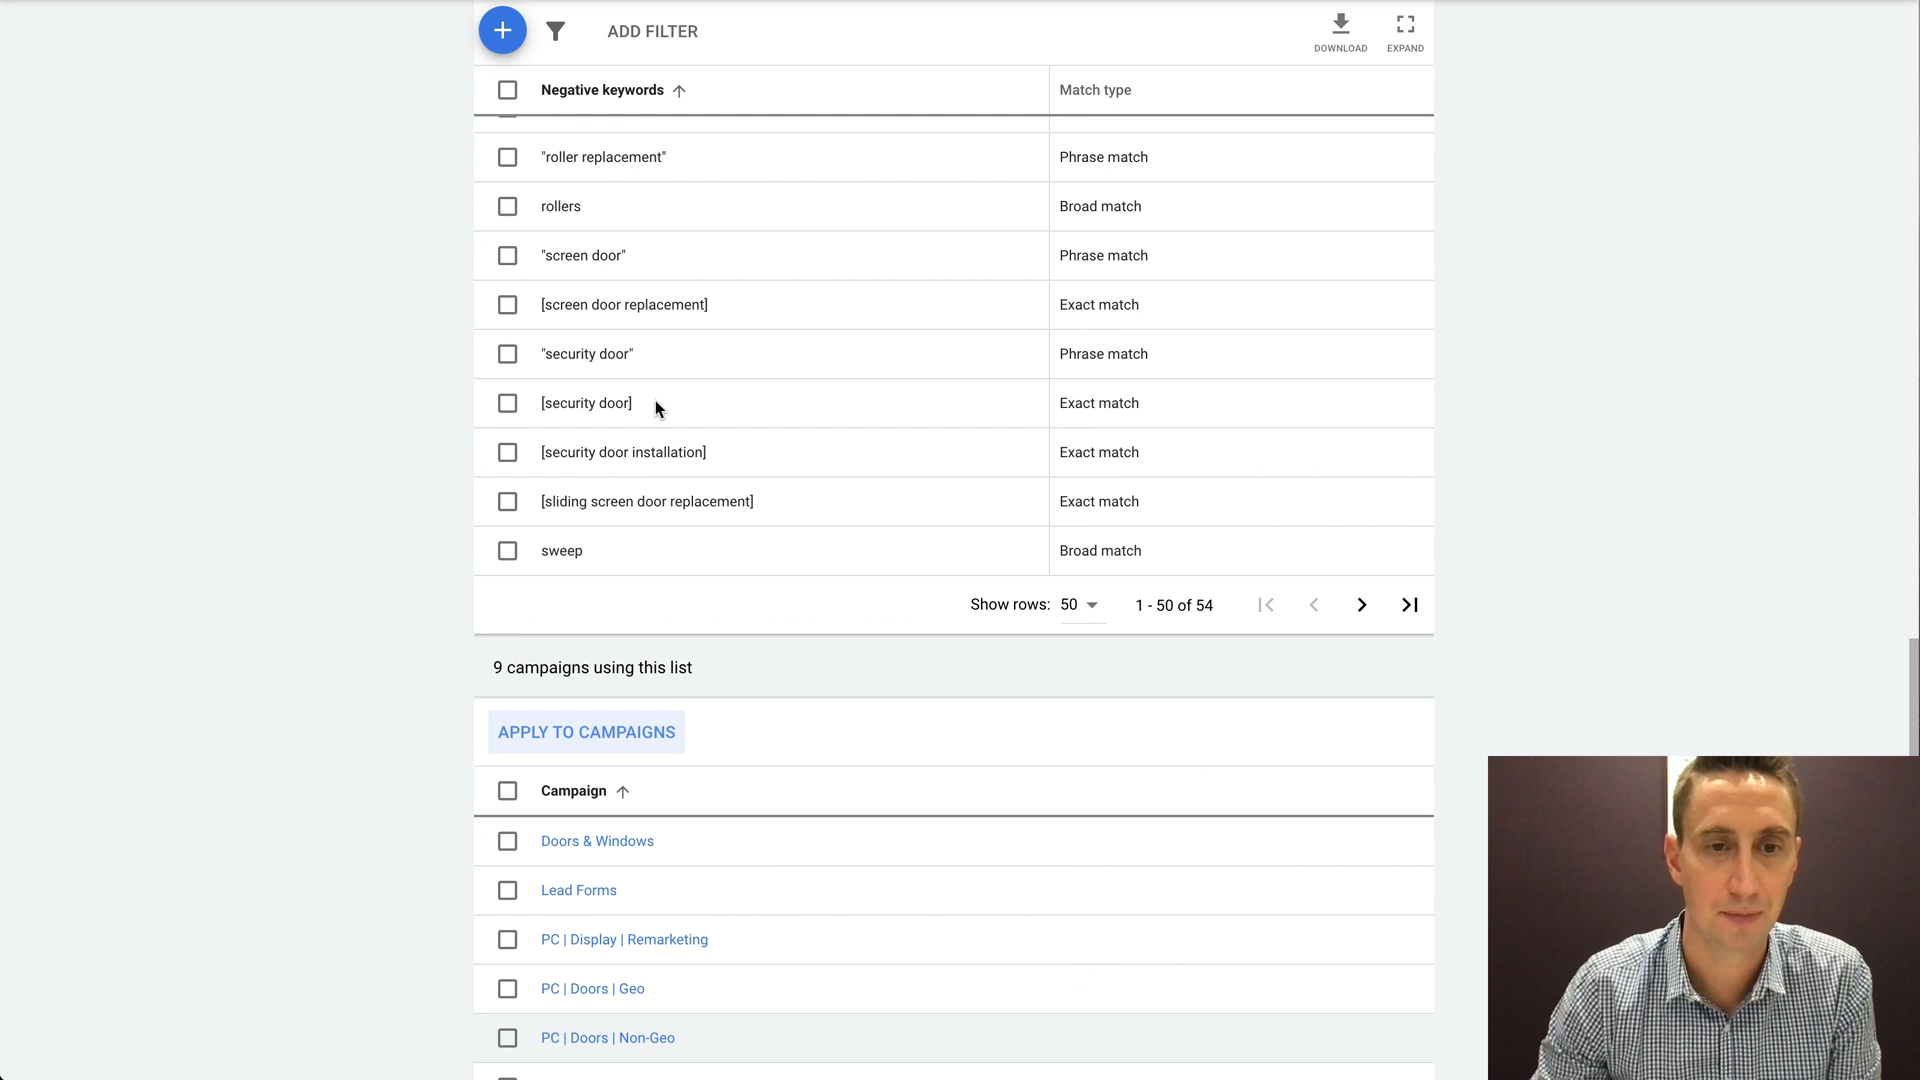 + ADD FILTER DOWNLOAD EXPAND
Negative keywords Match type
"roller replacement" Phrase match
rollers Broad match
"screen door" Phrase match
[screen door replacement] Exact match
"security door" Phrase match
[security door] Exact match
[security door installation] Exact match
[sliding screen door replacement] Exact match
sweep Broad match
Show rows: 50 1 - 50 of 54
9 campaigns using this list
APPLY TO CAMPAIGNS
Campaign
Doors & Windows
Lead Forms
PC | Display | Remarketing
PC | Doors | Geo
PC | Doors | Non-Geo